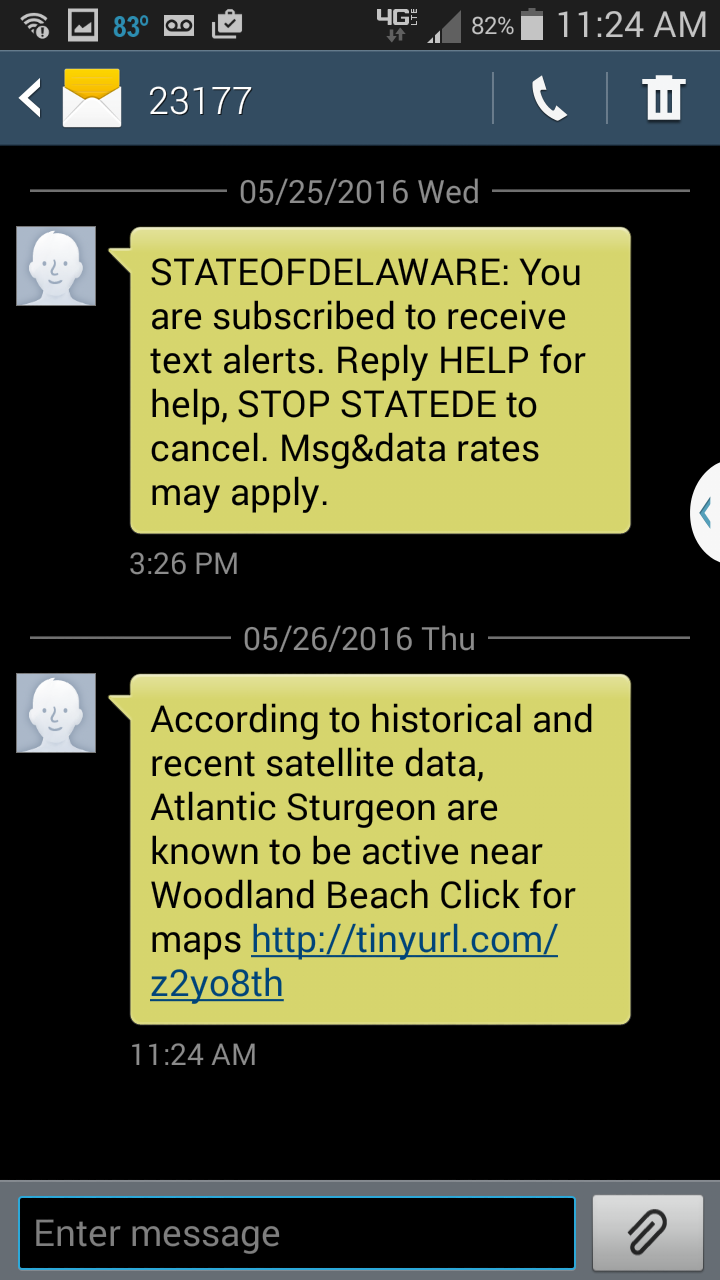 83° 4G LTE 82% 11:24 AM
23177
05/25/2016 Wed
STATEOFDELAWARE: You
are subscribed to receive
text alerts. Reply HELP for
help, STOP STATEDE to
cancel. Msg&data rates
may apply.
3:26 PM
05/26/2016 Thu
According to historical and
recent satellite data,
Atlantic Sturgeon are
known to be active near
Woodland Beach Click for
maps http://tinyurl.com/
z2yo8th
11:24 AM
Enter message